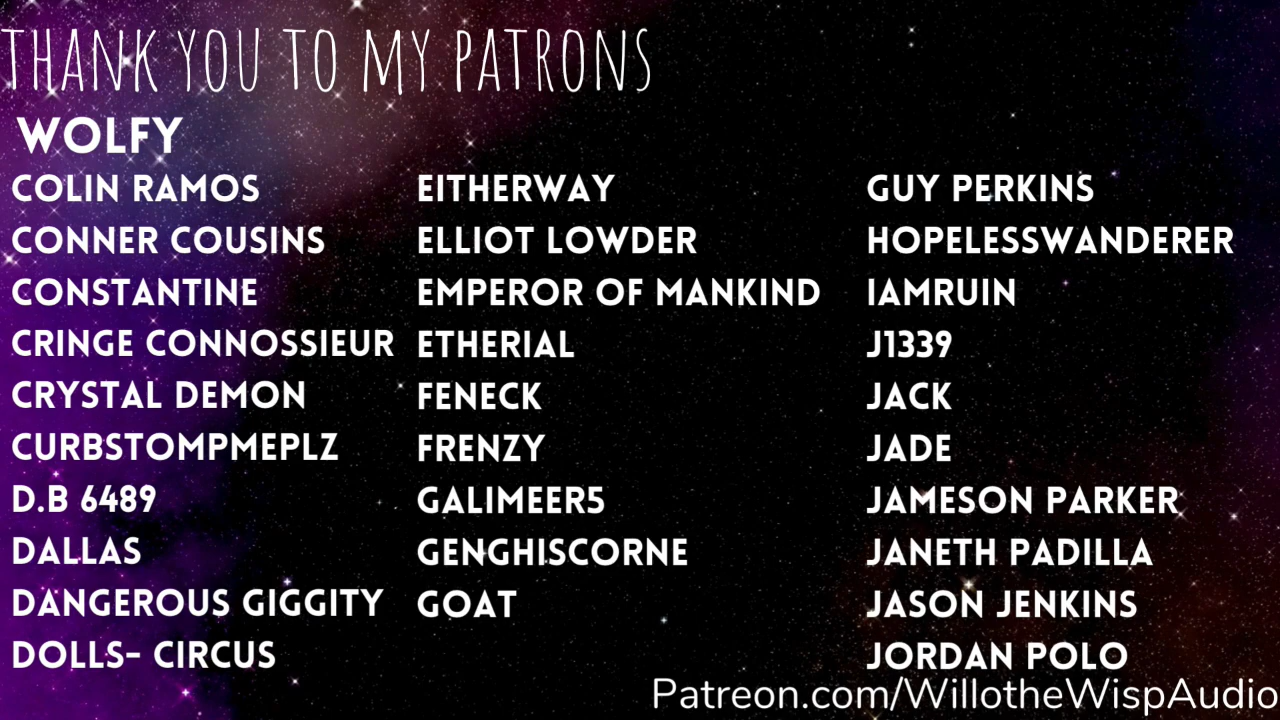 THANK YOU TO MY PATRONS
WOLFY
COLIN RAMOS
CONNER COUSINS
CONSTANTINE
CRINGE CONNOSSIEUR
CRYSTAL DEMON
CURBSTOMPMEPLZ
D.B 6489
DALLAS
DANGEROUS GIGGITY
DOLLS- CIRCUS
EITHERWAY
ELLIOT LOWDER
EMPEROR OF MANKIND
ETHERIAL
FENECK
FRENZY
GALIMEER5
GENGHISCORNE
GOAT
GUY PERKINS
HOPELESSWANDERER
IAMRUIN
J1339
JACK
JADE
JAMESON PARKER
JANETH PADILLA
JASON JENKINS
JORDAN POLO
Patreon.com/WillotheWispAudio